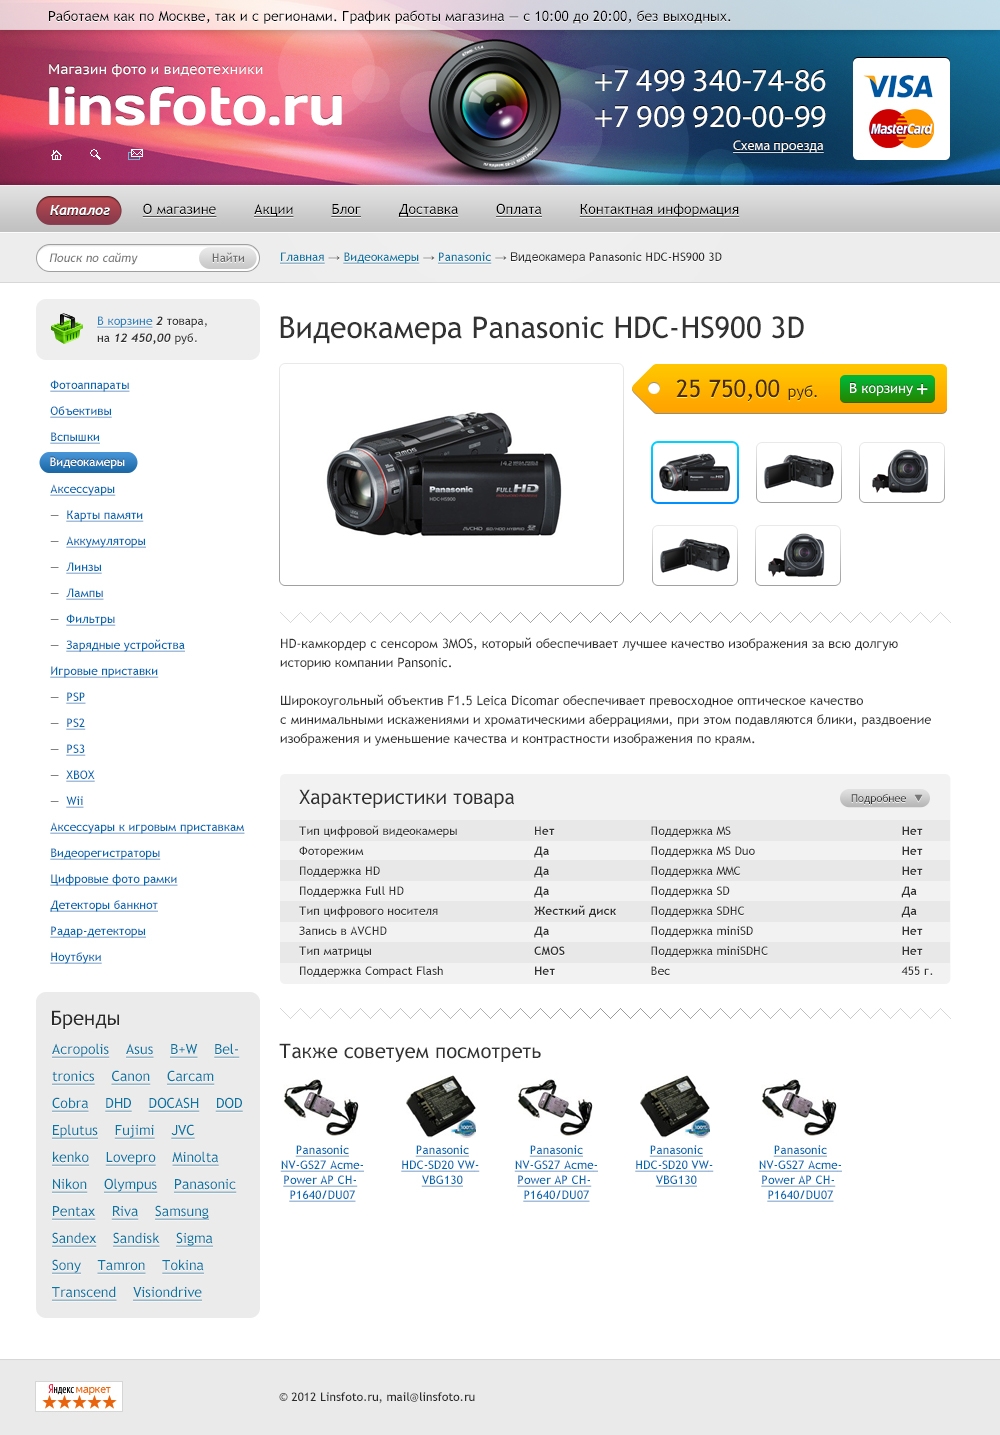 Работаем как по Москве, так и с регионами. График работы магазина — с 10:00 до 20:00, без выходных.
Магазин фото и видеотехники
linsfoto.ru
+7 499 340-74-86
+7 909 920-00-99
Схема проезда
VISA
MasterCard
Каталог О магазине Акции Блог Доставка Оплата Контактная информация
Поиск по сайту Найти
Главная → Видеокамеры → Panasonic → Видеокамера Panasonic HDC-HS900 3D
В корзине 2 товара,
на 12 450,00 руб.
Фотоаппараты
Объективы
Вспышки
Видеокамеры
Аксессуары
— Карты памяти
— Аккумуляторы
— Линзы
— Лампы
— Фильтры
— Зарядные устройства
Игровые приставки
— PSP
— PS2
— PS3
— XBOX
— Wii
Аксессуары к игровым приставкам
Видеорегистраторы
Цифровые фото рамки
Детекторы банкнот
Радар-детекторы
Ноутбуки
Бренды
Acropolis Asus B+W Bel-
tronics Canon Carcam
Cobra DHD DOCASH DOD
Eplutus Fujimi JVC
kenko Lovepro Minolta
Nikon Olympus Panasonic
Pentax Riva Samsung
Sandex Sandisk Sigma
Sony Tamron Tokina
Transcend Visiondrive
Видеокамера Panasonic HDC-HS900 3D
3MOS
14.2
Panasonic
FULL HD
HDC-HS900
AVCHD
25 750,00 руб.
В корзину +
HD-камкордер с сенсором 3MOS, который обеспечивает лучшее качество изображения за всю долгую
историю компании Pansonic.
Широкоугольный объектив F1.5 Leica Dicomar обеспечивает превосходное оптическое качество
с минимальными искажениями и хроматическими аберрациями, при этом подавляются блики, раздвоение
изображения и уменьшение качества и контрастности изображения по краям.
Характеристики товара
Подробнее
Тип цифровой видеокамеры Нет Поддержка MS Нет
Фоторежим Да Поддержка MS Duo Нет
Поддержка HD Да Поддержка MMC Нет
Поддержка Full HD Да Поддержка SD Да
Тип цифрового носителя Жесткий диск Поддержка SDHC Да
Запись в AVCHD Да Поддержка miniSD Нет
Тип матрицы CMOS Поддержка miniSDHC Нет
Поддержка Compact Flash Нет Вес 455 г.
Также советуем посмотреть
Panasonic
NV-GS27 Acme-
Power AP CH-
P1640/DU07
Panasonic
HDC-SD20 VW-
VBG130
Panasonic
NV-GS27 Acme-
Power AP CH-
P1640/DU07
Panasonic
HDC-SD20 VW-
VBG130
Panasonic
NV-GS27 Acme-
Power AP CH-
P1640/DU07
Яндекс маркет
© 2012 Linsfoto.ru, mail@linsfoto.ru